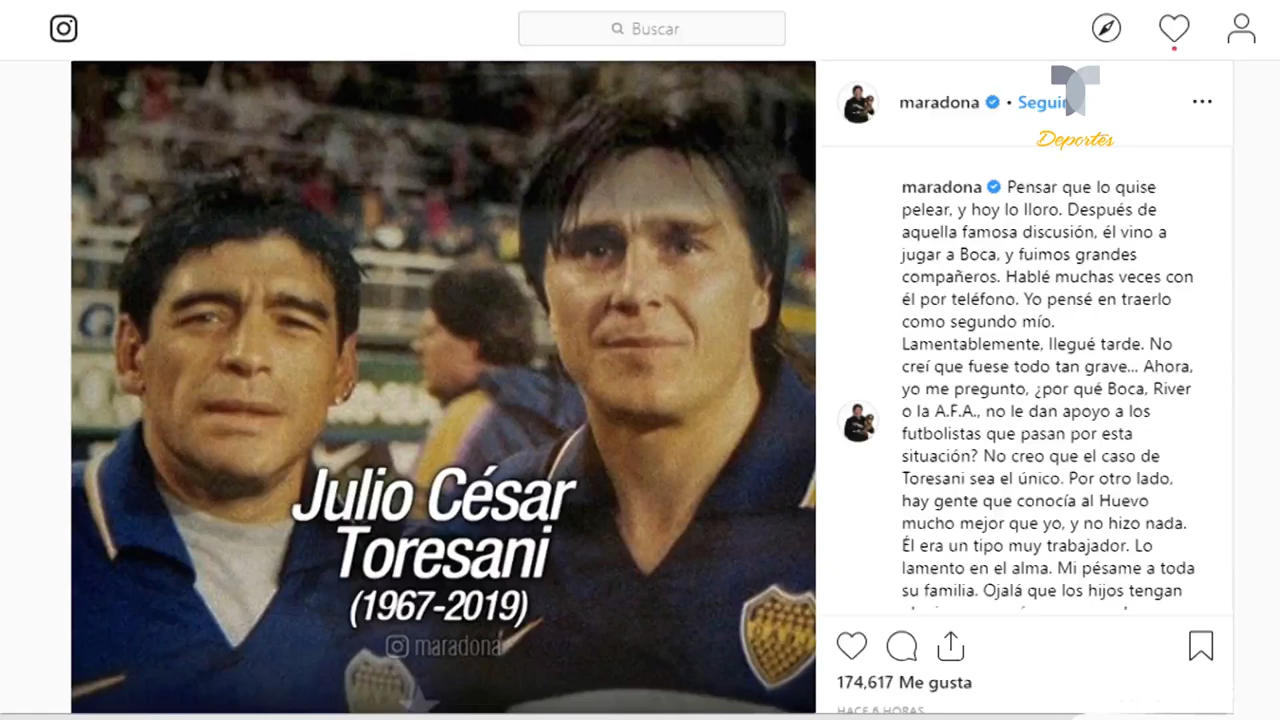 Buscar
maradona • Seguir
Deportes
Julio César
Toresani
(1967-2019)
maradona
maradona Pensar que lo quise
pelear, y hoy lo lloro. Después de
aquella famosa discusión, él vino a
jugar a Boca, y fuimos grandes
compañeros. Hablé muchas veces con
él por teléfono. Yo pensé en traerlo
como segundo mío.
Lamentablemente, llegué tarde. No
creí que fuese todo tan grave... Ahora,
yo me pregunto, ¿por qué Boca, River
o la A.F.A., no le dan apoyo a los
futbolistas que pasan por esta
situación? No creo que el caso de
Toresani sea el único. Por otro lado,
hay gente que conocía al Huevo
mucho mejor que yo, y no hizo nada.
Él era un tipo muy trabajador. Lo
lamento en el alma. Mi pésame a toda
su familia. Ojalá que los hijos tengan
174,617 Me gusta
HACE 6 HORAS